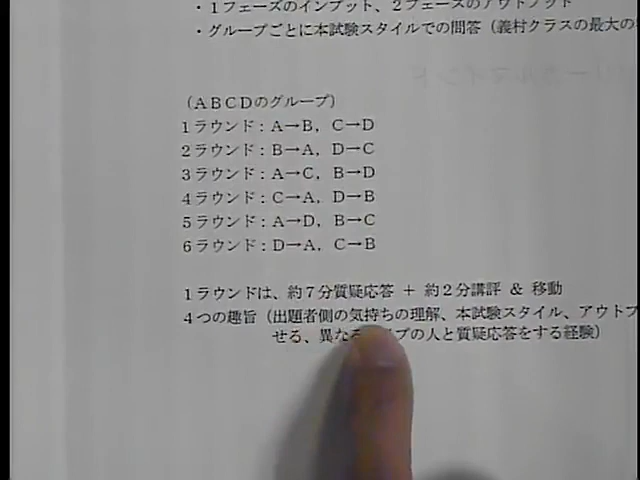 ・１フェーズのインプット、２フェーズのアウトプット
・グループごとに本試験スタイルでの問答（義村クラスの最大の
（ＡＢＣＤのグループ）
１ラウンド：Ａ→Ｂ，Ｃ→Ｄ
２ラウンド：Ｂ→Ａ，Ｄ→Ｃ
３ラウンド：Ａ→Ｃ，Ｂ→Ｄ
４ラウンド：Ｃ→Ａ，Ｄ→Ｂ
５ラウンド：Ａ→Ｄ，Ｂ→Ｃ
６ラウンド：Ｄ→Ａ，Ｃ→Ｂ
１ラウンドは、約７分質疑応答 ＋ 約２分講評 ＆ 移動
４つの趣旨（出題者側の気持ちの理解、本試験スタイル、アウトプ
せる、異なる プの人と質疑応答をする経験）